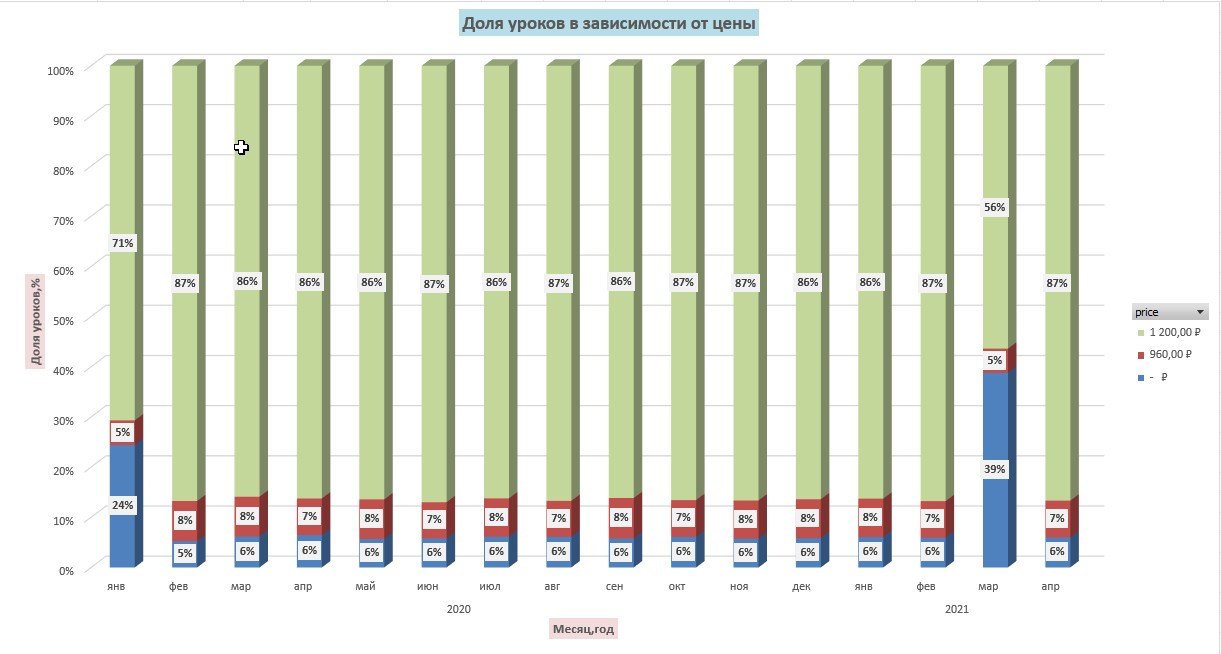 Доля уроков в зависимости от цены
100%
90%
80%
70%
60%
50%
40%
30%
20%
10%
0%
Доля уроков,%
71% 87% 86% 86% 86% 87% 86% 87% 86% 87% 87% 86% 86% 87% 56% 87%
5% 8% 8% 7% 8% 7% 8% 7% 8% 7% 8% 8% 8% 7% 5% 7%
24% 5% 6% 6% 6% 6% 6% 6% 6% 6% 6% 6% 6% 6% 39% 6%
янв фев мар апр май июн июл авг сен окт ноя дек янв фев мар апр
2020 2021
Месяц,год
price
1 200,00 ₽
960,00 ₽
- ₽